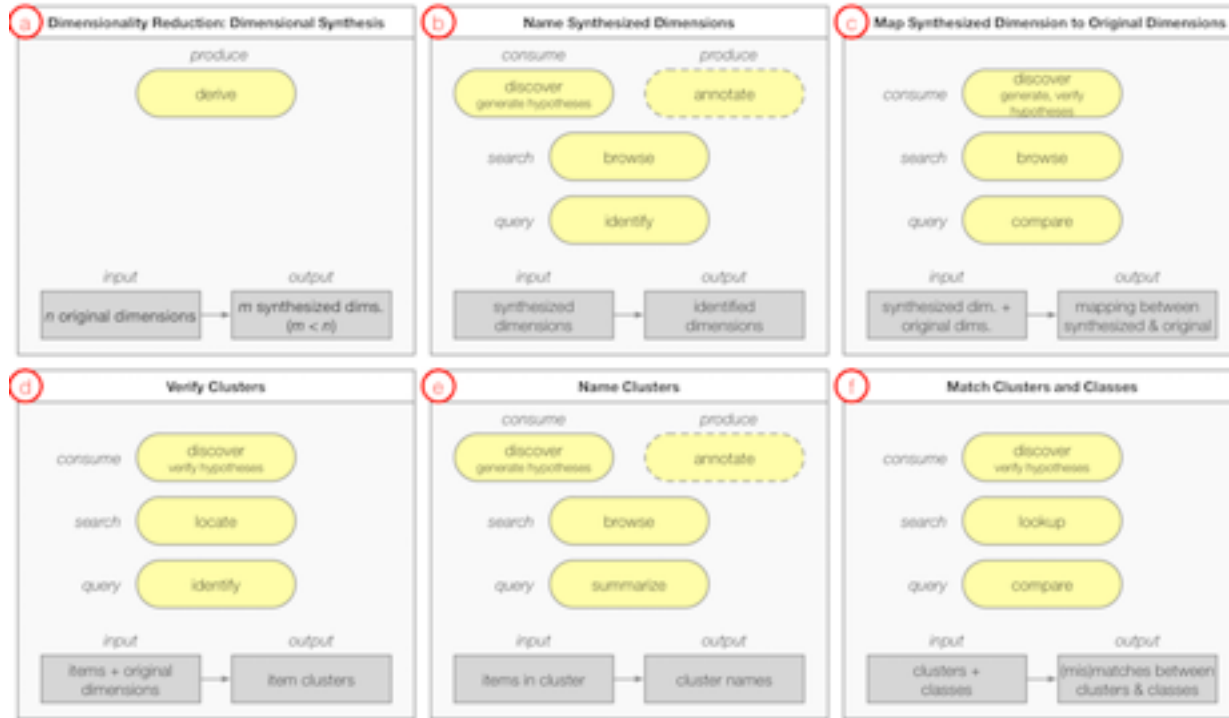 a Dimensionality Reduction: Dimensional Synthesis
produce
derive
input output
n original dimensions
m synthesized dims.
(m < n)
b Name Synthesized Dimensions
consume produce
discover
generate hypotheses
annotate
search browse
query identify
input output
synthesized
dimensions
identified
dimensions
c Map Synthesized Dimension to Original Dimensions
consume
discover
generate, verify
hypotheses
search browse
query compare
input output
synthesized dim. +
original dims.
mapping between
synthesized & original
d Verify Clusters
consume
discover
verify hypotheses
search locate
query identify
input output
items + original
dimensions
item clusters
e Name Clusters
consume produce
discover
generate hypotheses
annotate
search browse
query summarize
input output
items in cluster
cluster names
f Match Clusters and Classes
consume
discover
verify hypotheses
search lookup
query compare
input output
clusters +
classes
(mis)matches between
clusters & classes